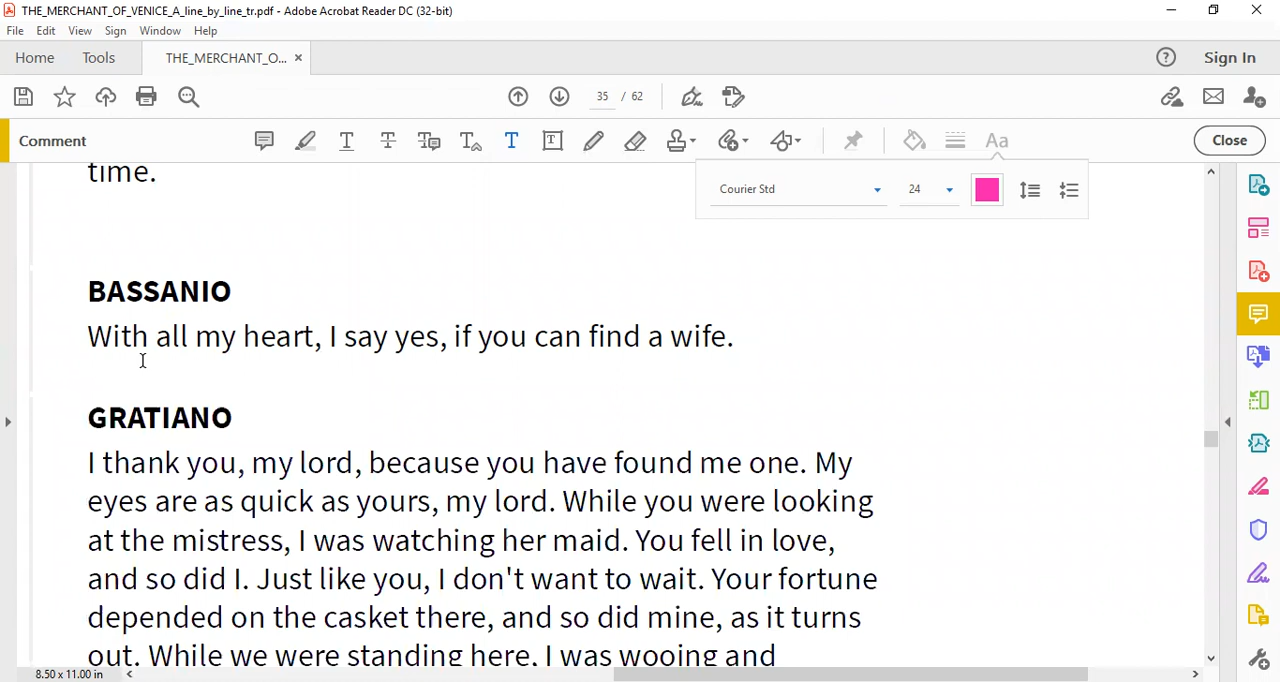 THE_MERCHANT_OF_VENICE_A_line_by_line_tr.pdf - Adobe Acrobat Reader DC (32-bit)
File Edit View Sign Window Help
Home Tools THE_MERCHANT_O... × ? Sign In
35 / 62
Comment T T T T T Aa Close
Courier Std 24
time.
BASSANIO
With all my heart, I say yes, if you can find a wife.
GRATIANO
I thank you, my lord, because you have found me one. My
eyes are as quick as yours, my lord. While you were looking
at the mistress, I was watching her maid. You fell in love,
and so did I. Just like you, I don't want to wait. Your fortune
depended on the casket there, and so did mine, as it turns
out. While we were standing here, I was wooing and
8.50 x 11.00 in